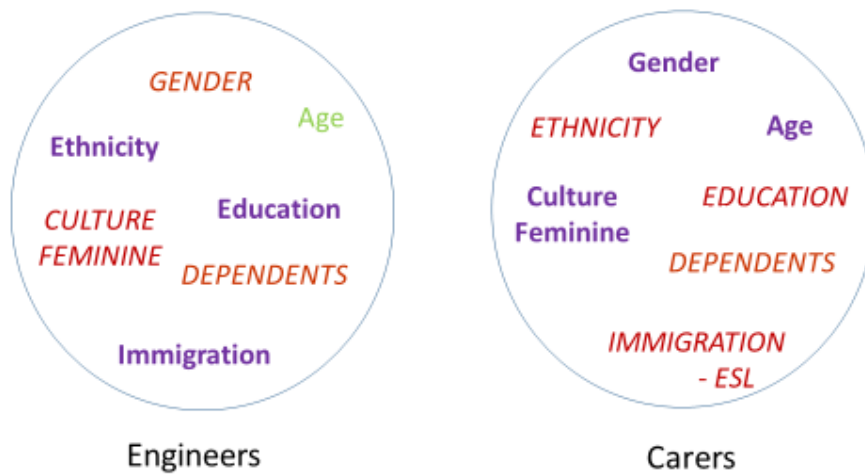 GENDER
Age
Ethnicity
Education
CULTURE
FEMININE
DEPENDENTS
Immigration
Engineers
Gender
ETHNICITY
Age
Culture
Feminine
EDUCATION
DEPENDENTS
IMMIGRATION
- ESL
Carers